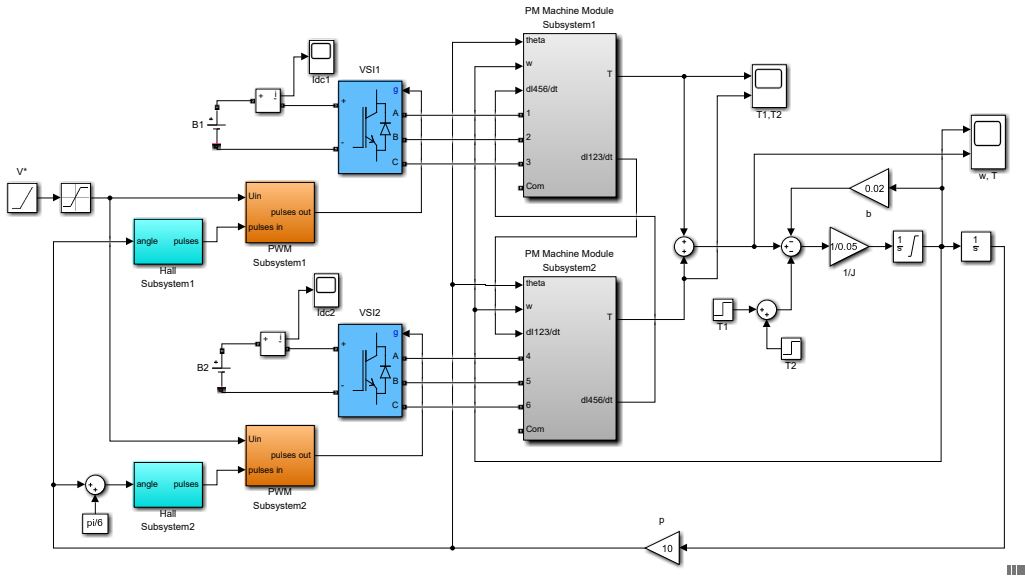 PM Machine Module
Subsystem1
theta
w
dI456/dt
1
2
3
Com
T
dI123/dt
Idc1
+
i
-
B1
+
VSI1
+
-
g
A
B
C
T1,T2
w, T
V*
Uin
pulses in
pulses out
PWM
Subsystem1
angle
pulses
Hall
Subsystem1
0.02
b
+
+
-
-
+
1/0.05
1/J
1
s
1
s
T1
+
+
T2
PM Machine Module
Subsystem2
theta
w
dI123/dt
4
5
6
Com
T
dI456/dt
Idc2
+
i
-
B2
+
VSI2
+
-
g
A
B
C
Uin
pulses in
pulses out
PWM
Subsystem2
+
+
pi/6
angle
pulses
Hall
Subsystem2
p
10